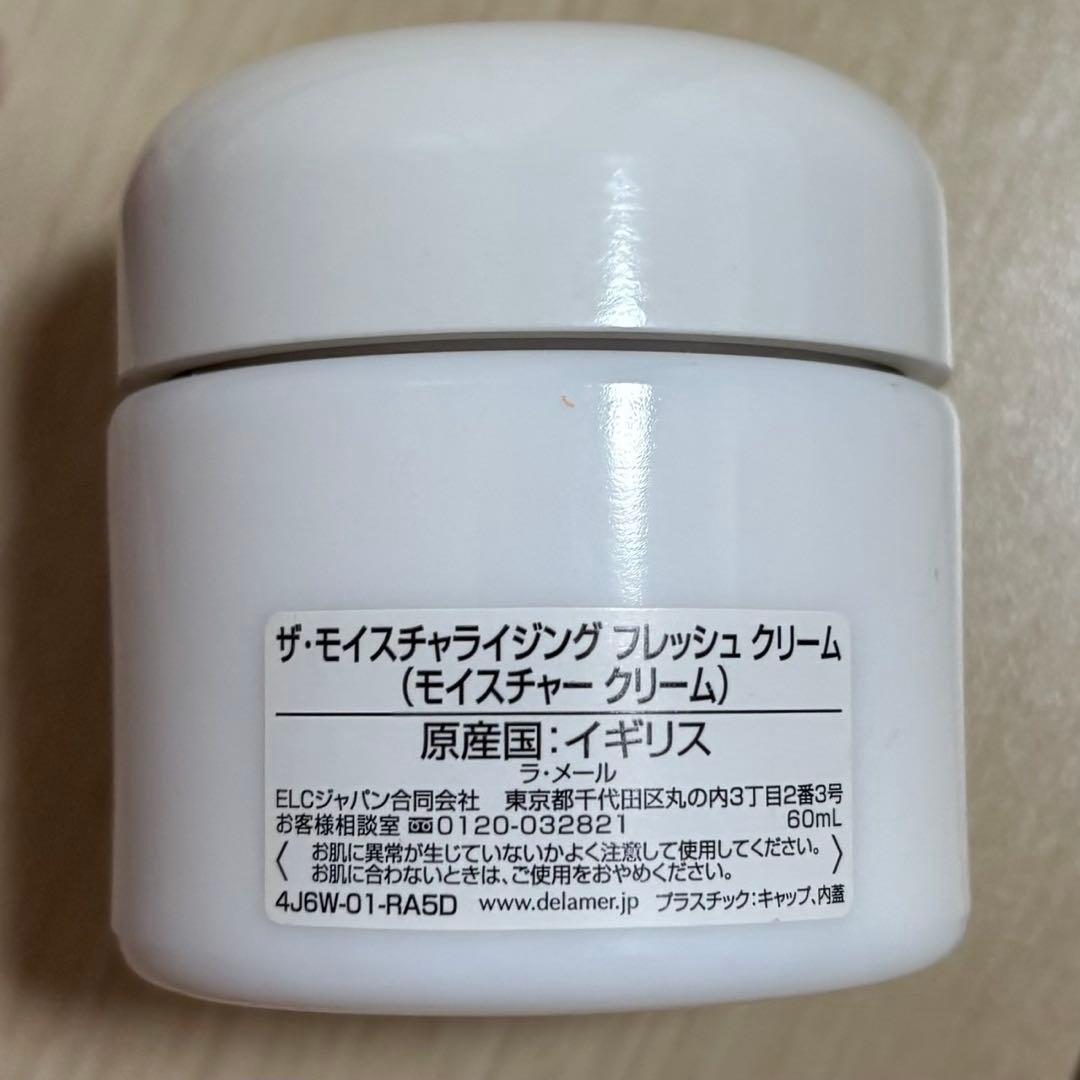 ザ・モイスチャライジング フレッシュ クリーム
(モイスチャー クリーム)
原産国：イギリス
ラ・メール
ELCジャパン合同会社 東京都千代田区丸の内3丁目2番3号
お客様相談室 0120-032821 60mL
お肌に異常が生じていないかよく注意して使用してください。
お肌に合わないときは、ご使用をおやめください。
4J6W-01-RA5D www.delamer.jp プラスチック：キャップ、内蓋